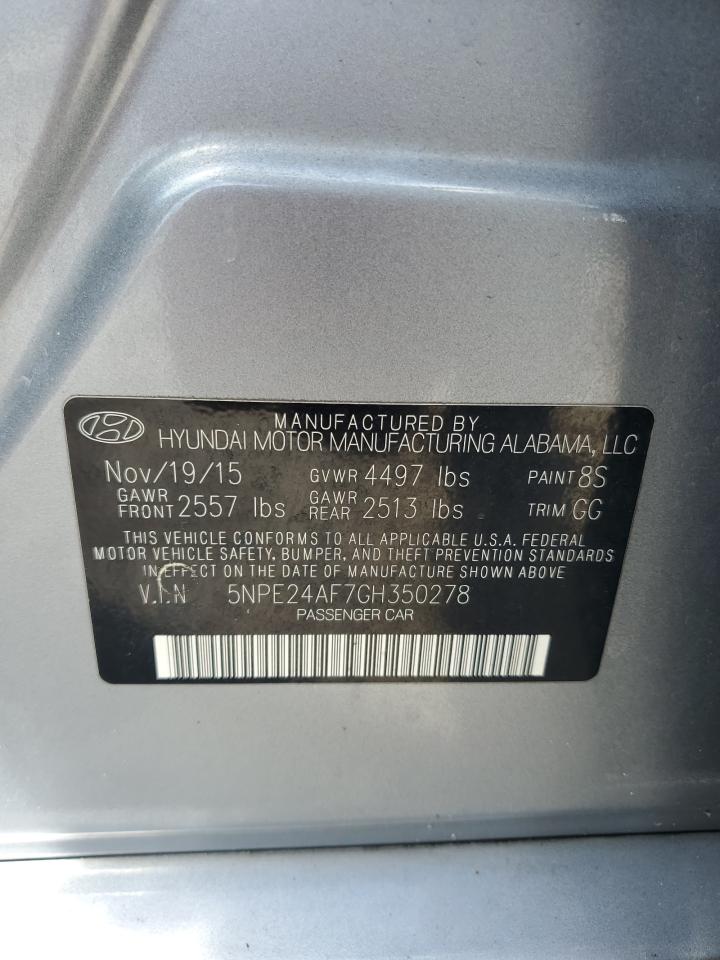 MANUFACTURED BY
HYUNDAI MOTOR MANUFACTURING ALABAMA, LLC
Nov/19/15 GVWR 4497 lbs PAINT 8S
GAWR FRONT 2557 lbs GAWR REAR 2513 lbs TRIM GG
THIS VEHICLE CONFORMS TO ALL APPLICABLE U.S.A. FEDERAL
MOTOR VEHICLE SAFETY, BUMPER, AND THEFT PREVENTION STANDARDS
IN EFFECT ON THE DATE OF MANUFACTURE SHOWN ABOVE
V.I.N 5NPE24AF7GH350278
PASSENGER CAR